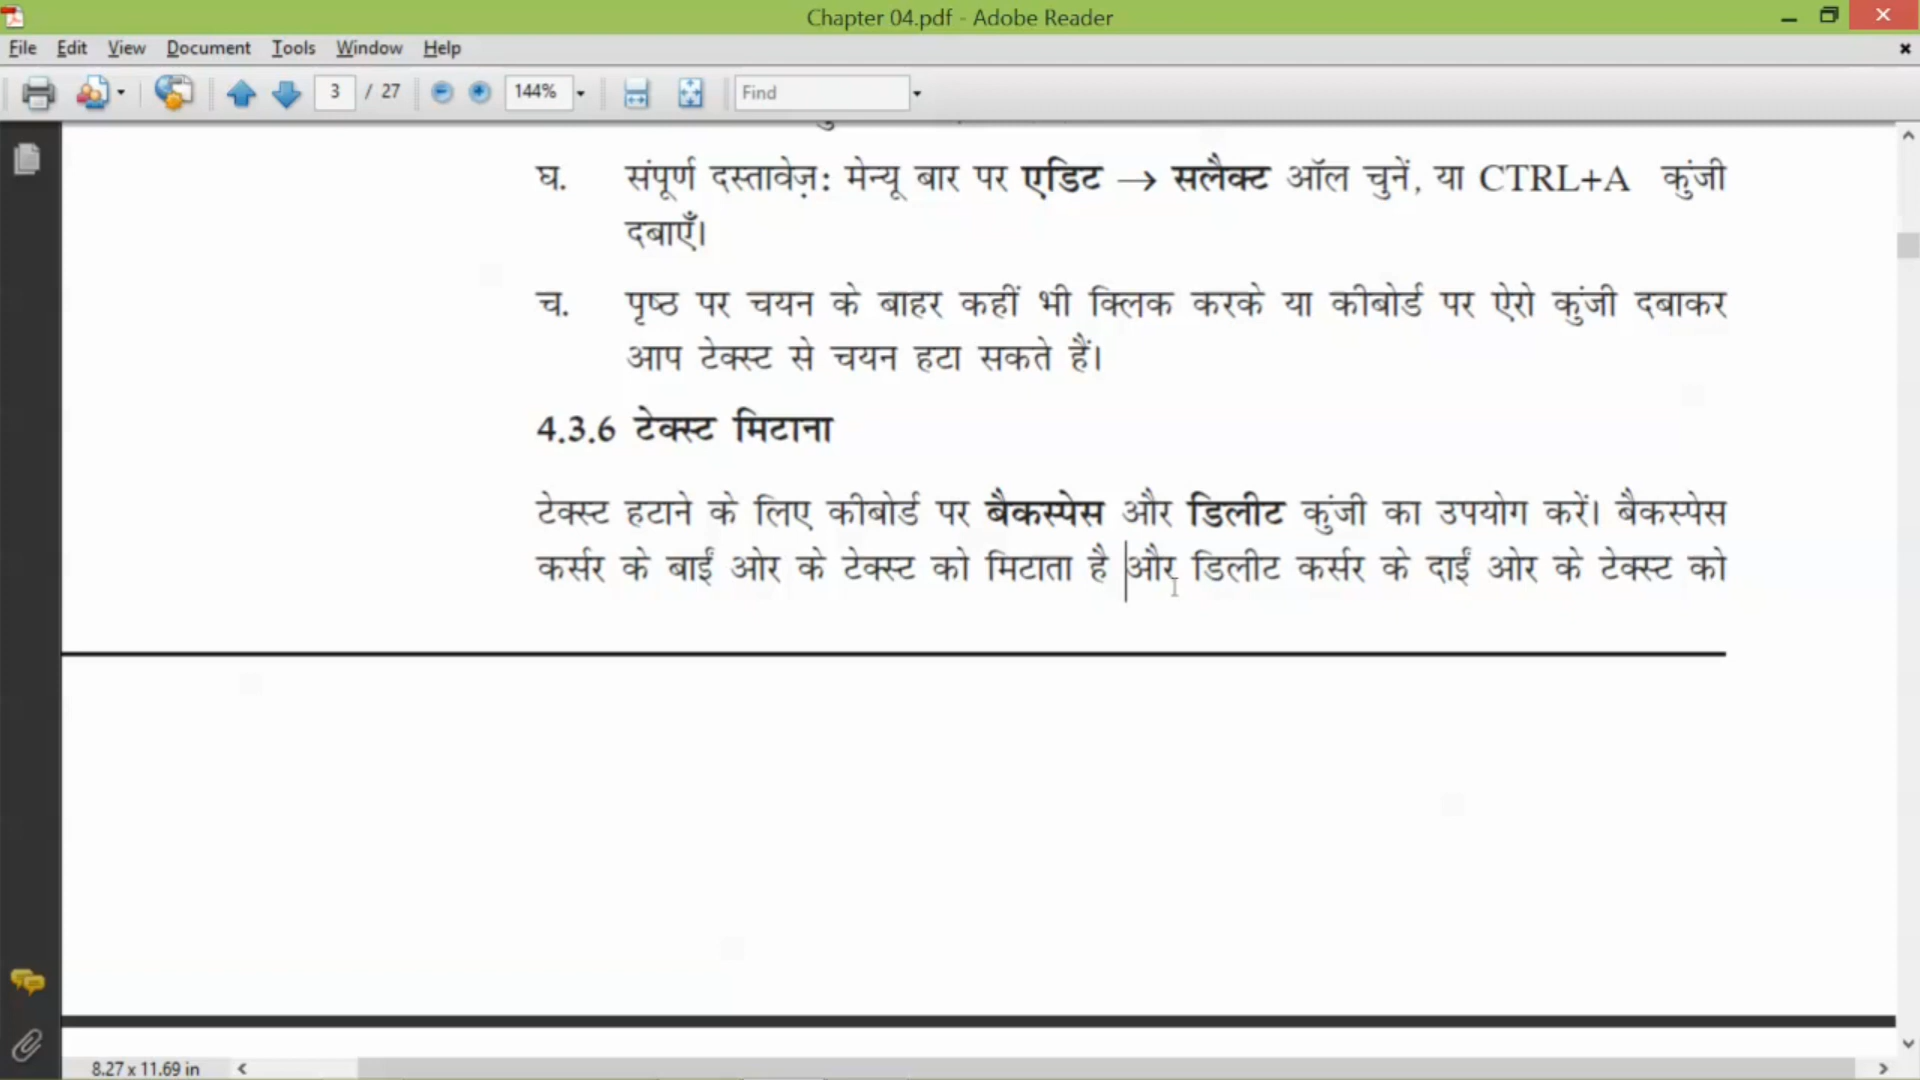 Chapter 04.pdf - Adobe Reader
File Edit View Document Tools Window Help
3 / 27 144% Find
घ. संपूर्ण दस्तावेज़: मेन्यू बार पर एडिट → सलैक्ट ऑल चुनें, या CTRL+A कुंजी
दबाएँ।
च. पृष्ठ पर चयन के बाहर कहीं भी क्लिक करके या कीबोर्ड पर ऐरो कुंजी दबाकर
आप टेक्स्ट से चयन हटा सकते हैं।
4.3.6 टेक्स्ट मिटाना
टेक्स्ट हटाने के लिए कीबोर्ड पर बैकस्पेस और डिलीट कुंजी का उपयोग करें। बैकस्पेस
कर्सर के बाईं ओर के टेक्स्ट को मिटाता है और डिलीट कर्सर के दाईं ओर के टेक्स्ट को
8.27 x 11.69 in